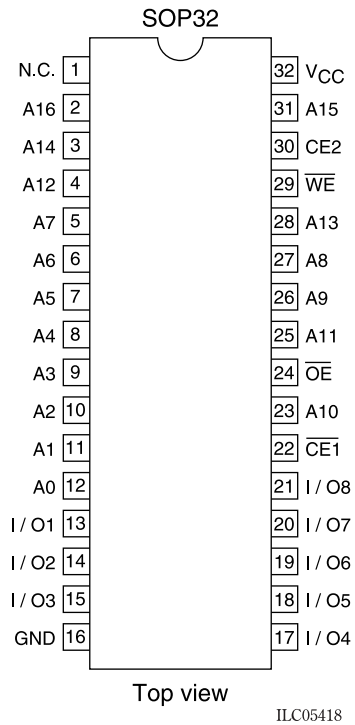 SOP32
N.C. 1 32 VCC
A16 2 31 A15
A14 3 30 CE2
A12 4 29 W̅E̅
A7 5 28 A13
A6 6 27 A8
A5 7 26 A9
A4 8 25 A11
A3 9 24 O̅E̅
A2 10 23 A10
A1 11 22 C̅E̅1̅
A0 12 21 I / O8
I / O1 13 20 I / O7
I / O2 14 19 I / O6
I / O3 15 18 I / O5
GND 16 17 I / O4
Top view
ILC05418